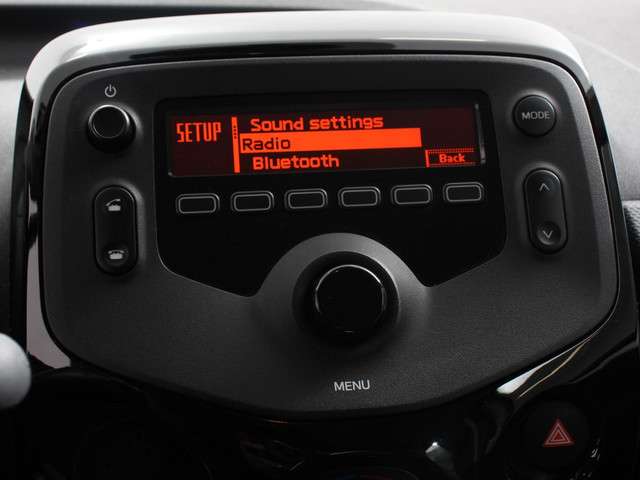 SETUP
Sound settings
Radio
Bluetooth
Back
MODE
MENU